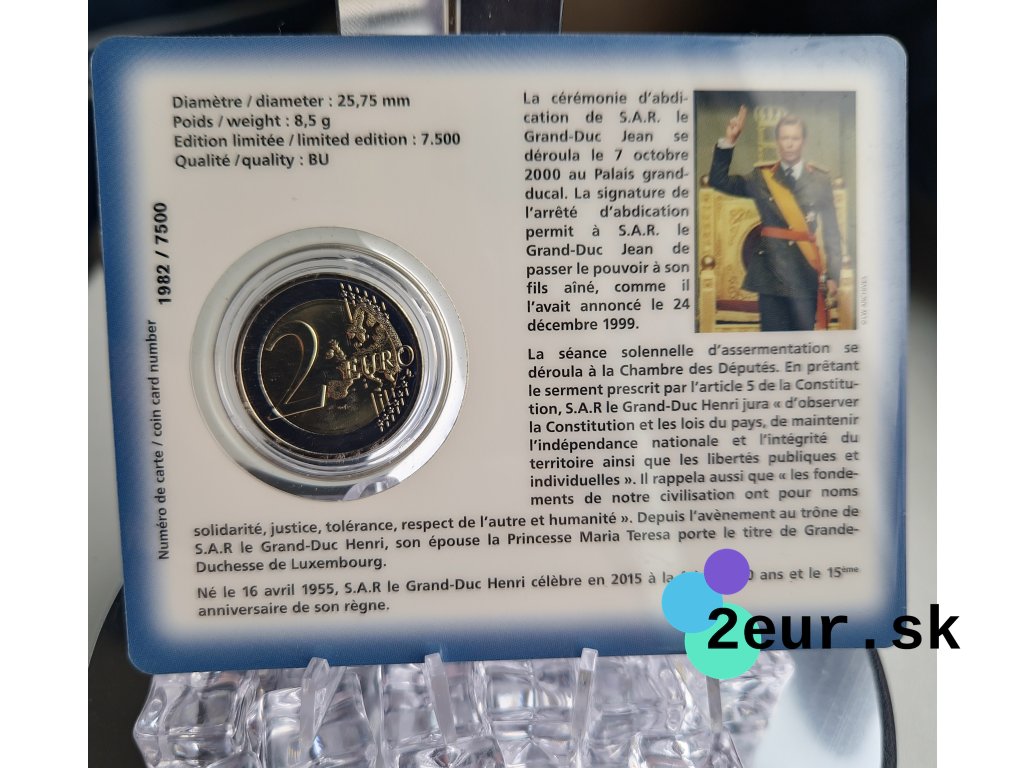 Diamètre / diameter : 25,75 mm
Poids / weight : 8,5 g
Edition limitée / limited edition : 7.500
Qualité / quality : BU
Numéro de carte / coin card number 1982 / 7500
2 EURO
La cérémonie d'abdi-
cation de S.A.R. le
Grand-Duc Jean se
déroula le 7 octobre
2000 au Palais grand-
ducal. La signature de
l'arrêté d'abdication
permit à S.A.R. le
Grand-Duc Jean de
passer le pouvoir à son
fils aîné, comme il
l'avait annoncé le 24
décembre 1999.
La séance solennelle d'assermentation se
déroula à la Chambre des Députés. En prêtant
le serment prescrit par l'article 5 de la Constitu-
tion, S.A.R le Grand-Duc Henri jura « d'observer
la Constitution et les lois du pays, de maintenir
l'indépendance nationale et l'intégrité du
territoire ainsi que les libertés publiques et
individuelles ». Il rappela aussi que « les fonde-
ments de notre civilisation ont pour noms
solidarité, justice, tolérance, respect de l'autre et humanité ». Depuis l'avènement au trône de
S.A.R le Grand-Duc Henri, son épouse la Princesse Maria Teresa porte le titre de Grande-
Duchesse de Luxembourg.
Né le 16 avril 1955, S.A.R le Grand-Duc Henri célèbre en 2015 à la 0 ans et le 15ème
anniversaire de son règne.
2eur.sk